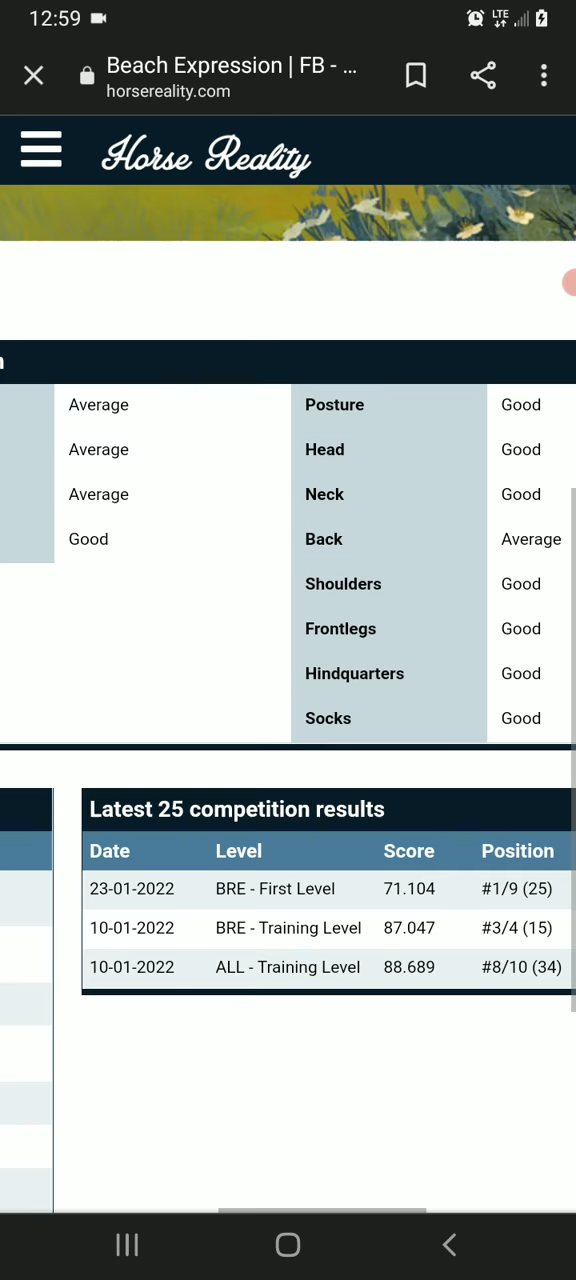 12:59
LTE
Beach Expression | FB - ...
horsereality.com
Horse Reality
Average Posture Good
Average Head Good
Average Neck Good
Good Back Average
Shoulders Good
Frontlegs Good
Hindquarters Good
Socks Good
Latest 25 competition results
Date Level Score Position
23-01-2022 BRE - First Level 71.104 #1/9 (25)
10-01-2022 BRE - Training Level 87.047 #3/4 (15)
10-01-2022 ALL - Training Level 88.689 #8/10 (34)